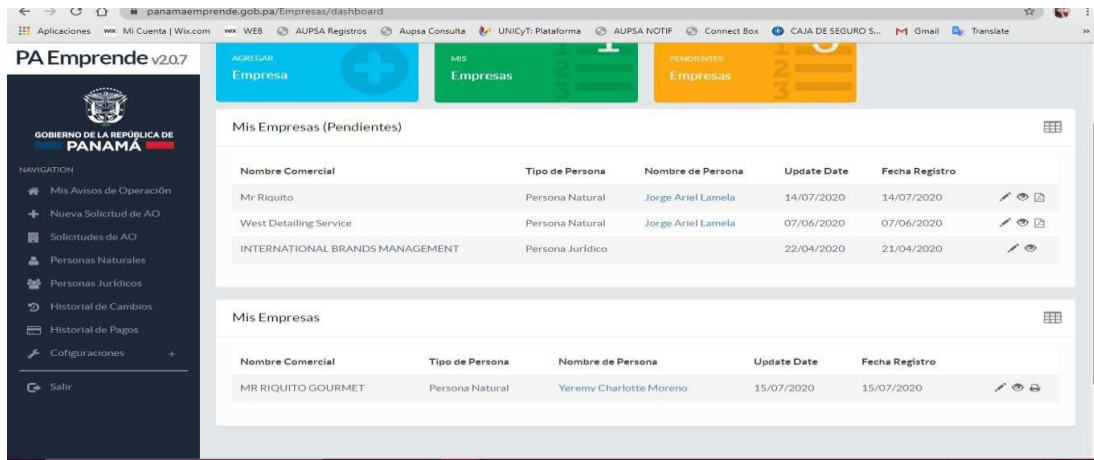 panamaemprende.gob.pa/Empresas/dashboard
Aplicaciones WIX Mi Cuenta | Wix.com WIX WEB AUPSA Registros Aupsa Consulta UNICyT: Plataforma AUPSA NOTIF Connect Box CAJA DE SEGURO S... M Gmail Translate »
PA Emprende v2.0.7
GOBIERNO DE LA REPÚBLICA DE
PANAMÁ
NAVIGATION
Mis Avisos de Operación
Nueva Solicitud de AO
Solicitudes de AO
Personas Naturales
Personas Jurídicos
Historial de Cambios
Historial de Pagos
Cofiguraciones +
Salir
AGREGAR
Empresa
MIS
Empresas
PENDIENTES
Empresas
Mis Empresas (Pendientes)
Nombre Comercial Tipo de Persona Nombre de Persona Update Date Fecha Registro
Mr Riquito Persona Natural Jorge Ariel Lamela 14/07/2020 14/07/2020
West Detailing Service Persona Natural Jorge Ariel Lamela 07/06/2020 07/06/2020
INTERNATIONAL BRANDS MANAGEMENT Persona Jurídico 22/04/2020 21/04/2020
Mis Empresas
Nombre Comercial Tipo de Persona Nombre de Persona Update Date Fecha Registro
MR RIQUITO GOURMET Persona Natural Yeremy Charlotte Moreno 15/07/2020 15/07/2020